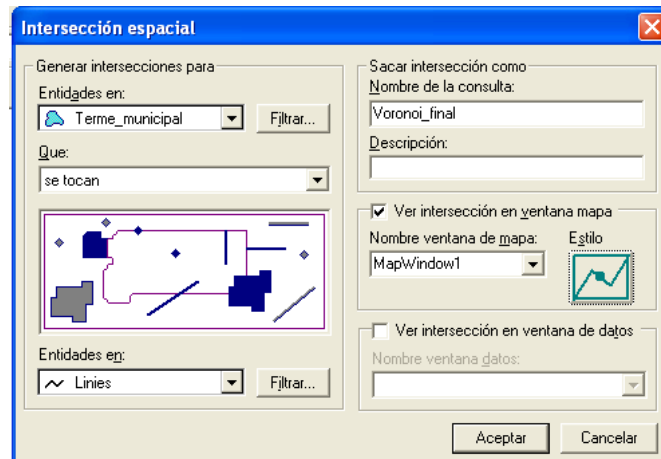 Intersección espacial
Generar intersecciones para
Entidades en:
Terme_municipal
Filtrar...
Que:
se tocan
Entidades en:
Linies
Filtrar...
Sacar intersección como
Nombre de la consulta:
Voronoi_final
Descripción:
Ver intersección en ventana mapa
Nombre ventana de mapa:
Estilo
MapWindow1
Ver intersección en ventana de datos
Nombre ventana datos:
Aceptar
Cancelar